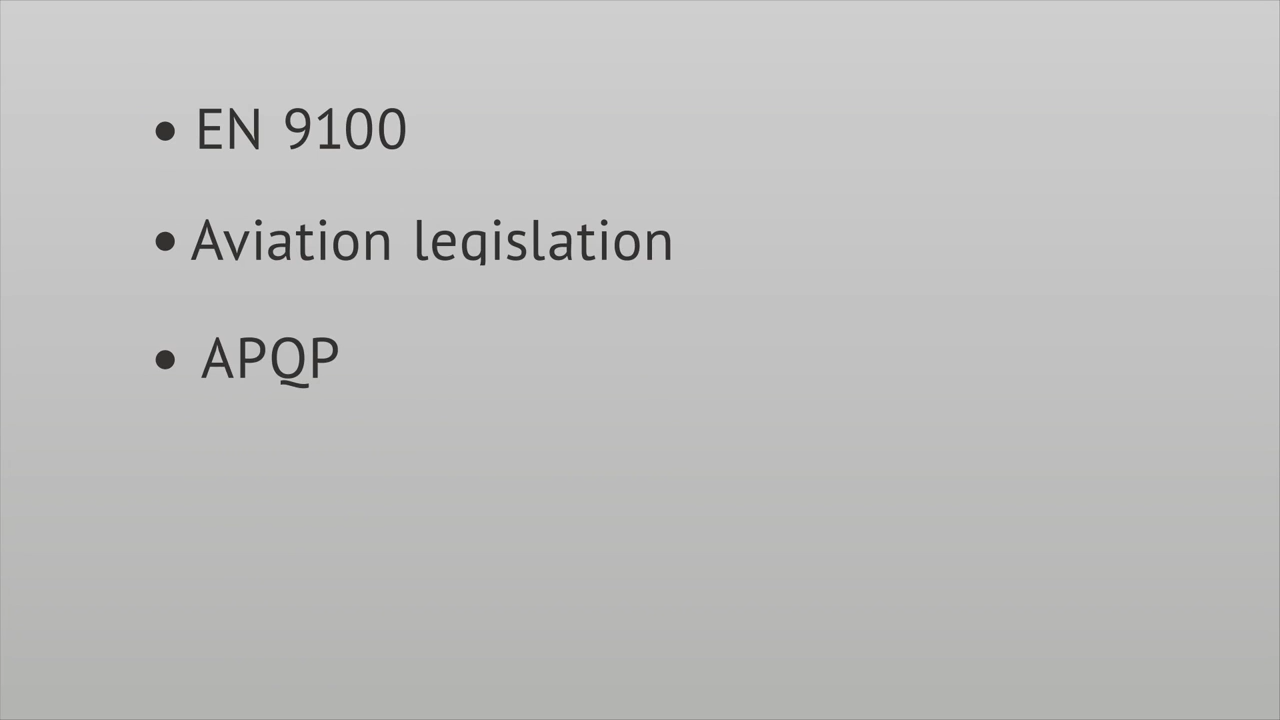 • EN 9100
• Aviation legislation
• APQP